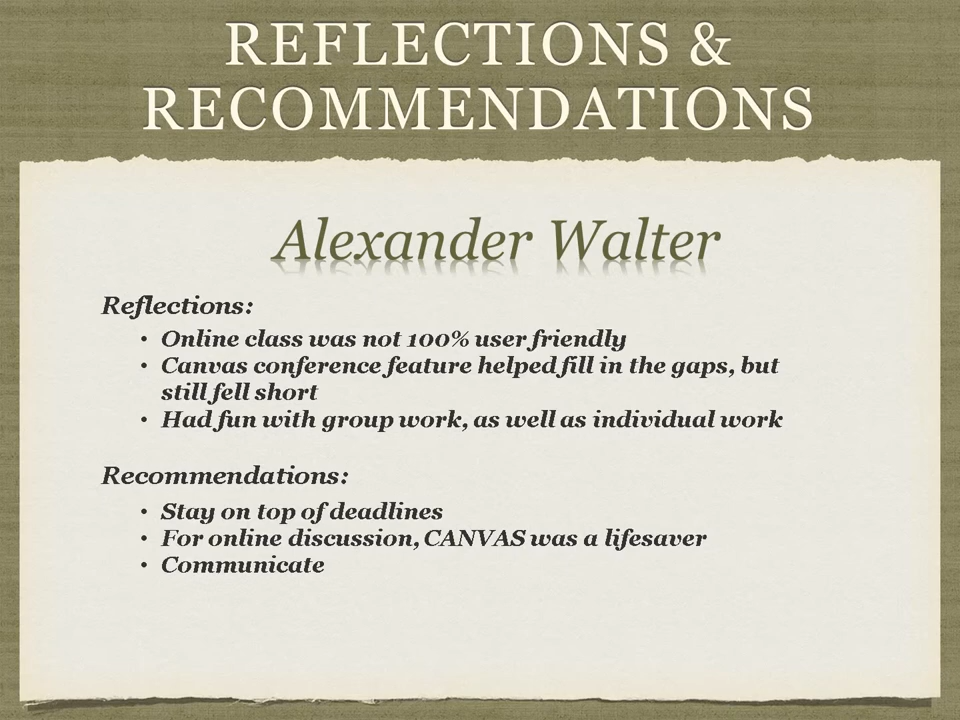 REFLECTIONS &
RECOMMENDATIONS
Alexander Walter
Reflections:
• Online class was not 100% user friendly
• Canvas conference feature helped fill in the gaps, but
still fell short
• Had fun with group work, as well as individual work
Recommendations:
• Stay on top of deadlines
• For online discussion, CANVAS was a lifesaver
• Communicate